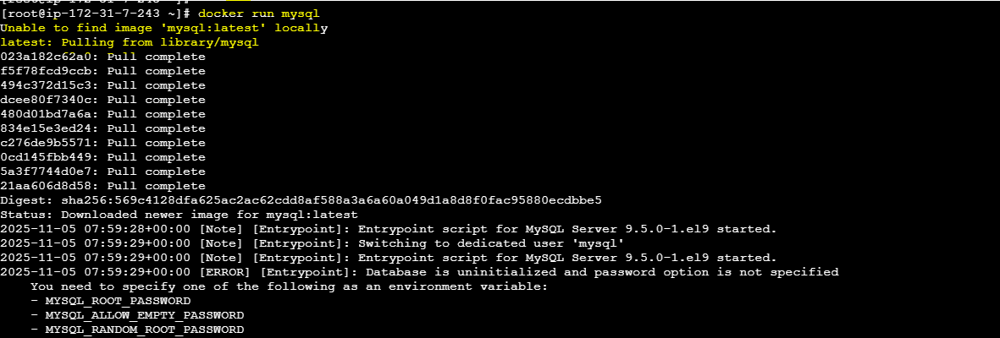 [root@ip-172-31-7-243 ~]#
[root@ip-172-31-7-243 ~]# docker run mysql
Unable to find image 'mysql:latest' locally
latest: Pulling from library/mysql
023a182c62a0: Pull complete
f5f78fcd9ccb: Pull complete
494c372d15c3: Pull complete
dcee80f7340c: Pull complete
480d01bd7a6a: Pull complete
834e15e3ed24: Pull complete
c276de9b5571: Pull complete
0cd145fbb449: Pull complete
5a3f7744d0e7: Pull complete
21aa606d8d58: Pull complete
Digest: sha256:569c4128dfa625ac2ac62cdd8af588a3a6a60a049d1a8d8f0fac95880ecdbbe5
Status: Downloaded newer image for mysql:latest
2025-11-05 07:59:28+00:00 [Note] [Entrypoint]: Entrypoint script for MySQL Server 9.5.0-1.el9 started.
2025-11-05 07:59:29+00:00 [Note] [Entrypoint]: Switching to dedicated user 'mysql'
2025-11-05 07:59:29+00:00 [Note] [Entrypoint]: Entrypoint script for MySQL Server 9.5.0-1.el9 started.
2025-11-05 07:59:29+00:00 [ERROR] [Entrypoint]: Database is uninitialized and password option is not specified
    You need to specify one of the following as an environment variable:
    - MYSQL_ROOT_PASSWORD
    - MYSQL_ALLOW_EMPTY_PASSWORD
    - MYSQL_RANDOM_ROOT_PASSWORD